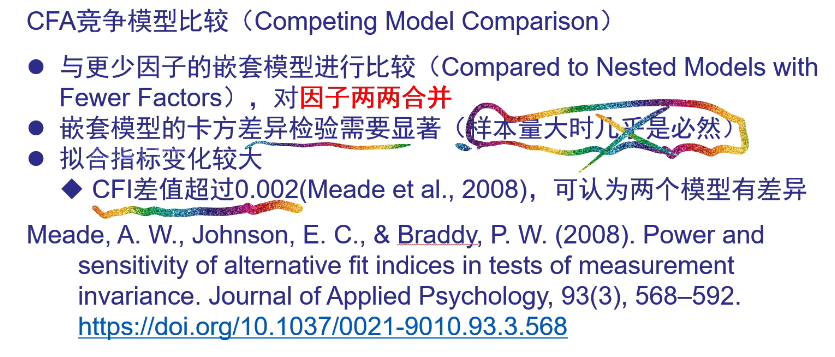 CFA竞争模型比较（Competing Model Comparison）
● 与更少因子的嵌套模型进行比较（Compared to Nested Models with
Fewer Factors），对因子两两合并
● 嵌套模型的卡方差异检验需要显著（样本量大时几乎是必然）
● 拟合指标变化较大
◆ CFI差值超过0.002(Meade et al., 2008)，可认为两个模型有差异
Meade, A. W., Johnson, E. C., & Braddy, P. W. (2008). Power and
sensitivity of alternative fit indices in tests of measurement
invariance. Journal of Applied Psychology, 93(3), 568–592.
https://doi.org/10.1037/0021-9010.93.3.568